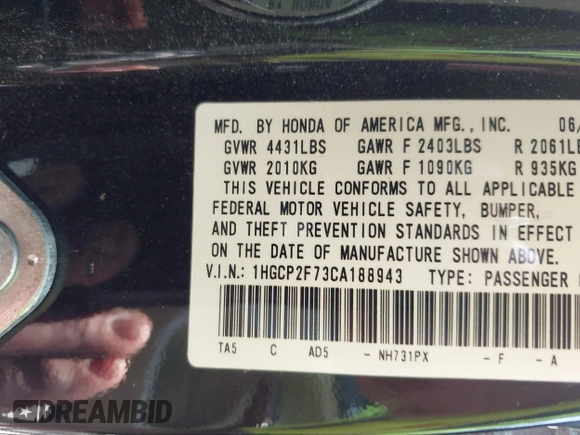 MFD. BY HONDA OF AMERICA MFG., INC. 06/
GVWR 4431LBS GAWR F 2403LBS R 2061LB
GVWR 2010KG GAWR F 1090KG R 935KG
THIS VEHICLE CONFORMS TO ALL APPLICABLE
FEDERAL MOTOR VEHICLE SAFETY, BUMPER,
AND THEFT PREVENTION STANDARDS IN EFFECT
ON THE DATE OF MANUFACTURE SHOWN ABOVE.
V.I.N.: 1HGCP2F73CA188943 TYPE: PASSENGER
TA5 C AD5 - NH731PX - F - A
DREAMBID